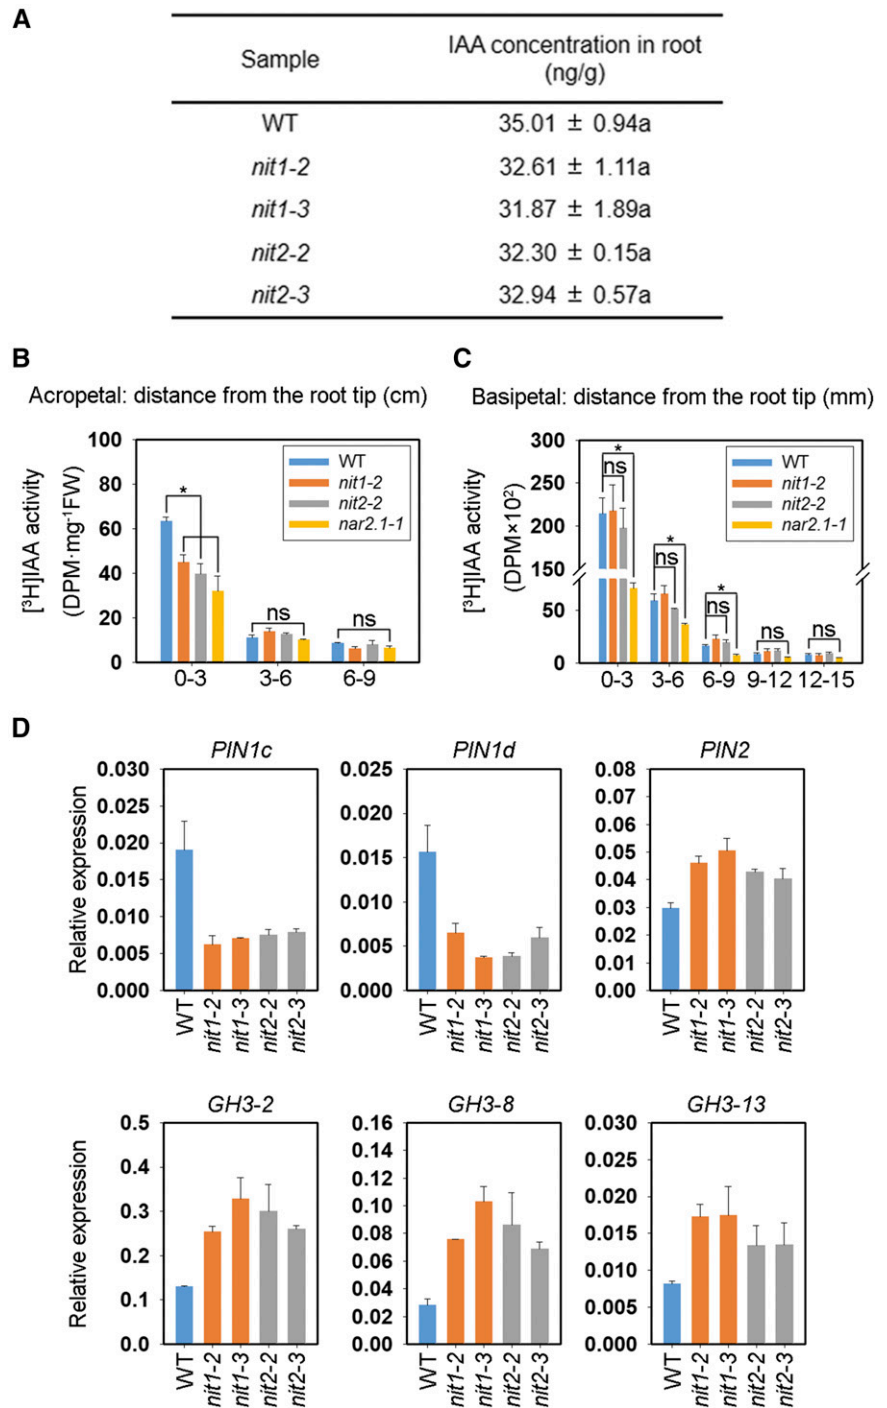 A
Sample IAA concentration in root
(ng/g)
WT 35.01 ± 0.94a
nit1-2 32.61 ± 1.11a
nit1-3 31.87 ± 1.89a
nit2-2 32.30 ± 0.15a
nit2-3 32.94 ± 0.57a
B
Acropetal: distance from the root tip (cm)
[³H]IAA activity
(DPM·mg⁻¹FW)
100
80
60
40
20
0
WT
nit1-2
nit2-2
nar2.1-1
*
ns
ns
0-3 3-6 6-9
C
Basipetal: distance from the root tip (mm)
[³H]IAA activity
(DPM×10²)
300
250
200
150
50
0
WT
nit1-2
nit2-2
nar2.1-1
*
ns
*
ns
*
ns
ns
ns
0-3 3-6 6-9 9-12 12-15
D
Relative expression
PIN1c
0.030
0.025
0.020
0.015
0.010
0.005
0.000
WT nit1-2 nit1-3 nit2-2 nit2-3
PIN1d
0.025
0.020
0.015
0.010
0.005
0.000
WT nit1-2 nit1-3 nit2-2 nit2-3
PIN2
0.08
0.07
0.06
0.05
0.04
0.03
0.02
0.01
0.00
WT nit1-2 nit1-3 nit2-2 nit2-3
Relative expression
GH3-2
0.5
0.4
0.3
0.2
0.1
0.0
WT nit1-2 nit1-3 nit2-2 nit2-3
GH3-8
0.16
0.14
0.12
0.10
0.08
0.06
0.04
0.02
0.00
WT nit1-2 nit1-3 nit2-2 nit2-3
GH3-13
0.030
0.025
0.020
0.015
0.010
0.005
0.000
WT nit1-2 nit1-3 nit2-2 nit2-3